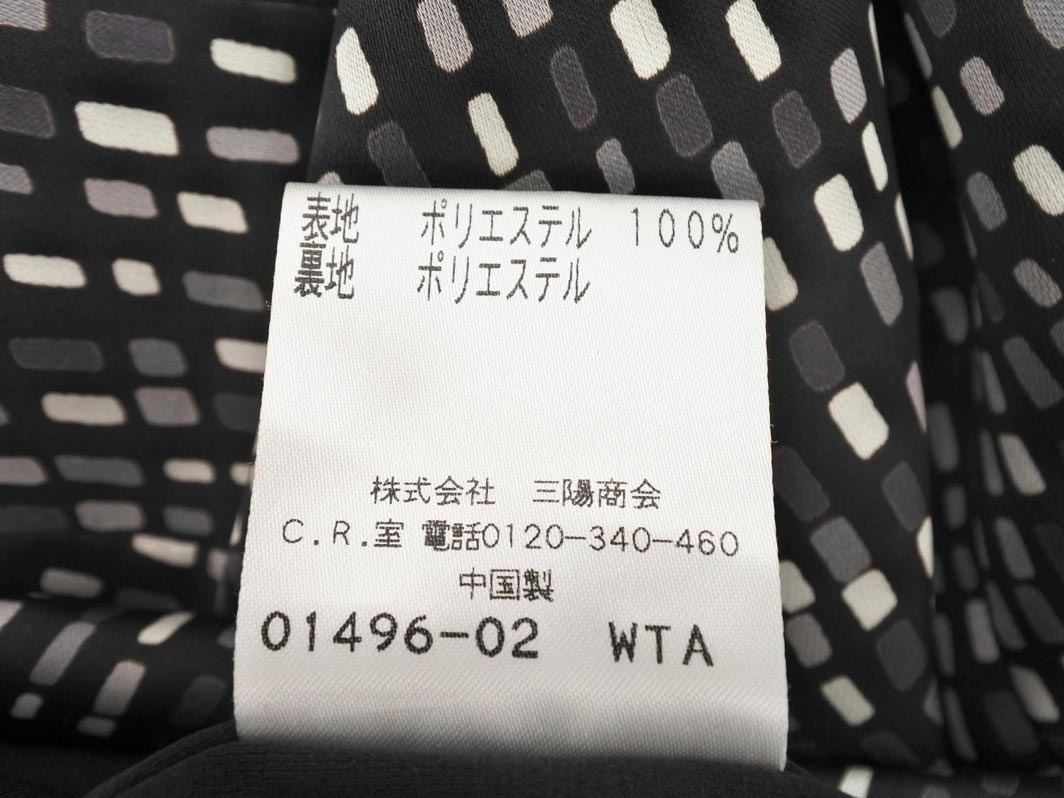 表地 ポリエステル 100%
裏地 ポリエステル
株式会社 三陽商会
C.R.室 電話0120-340-460
中国製
01496-02 WTA